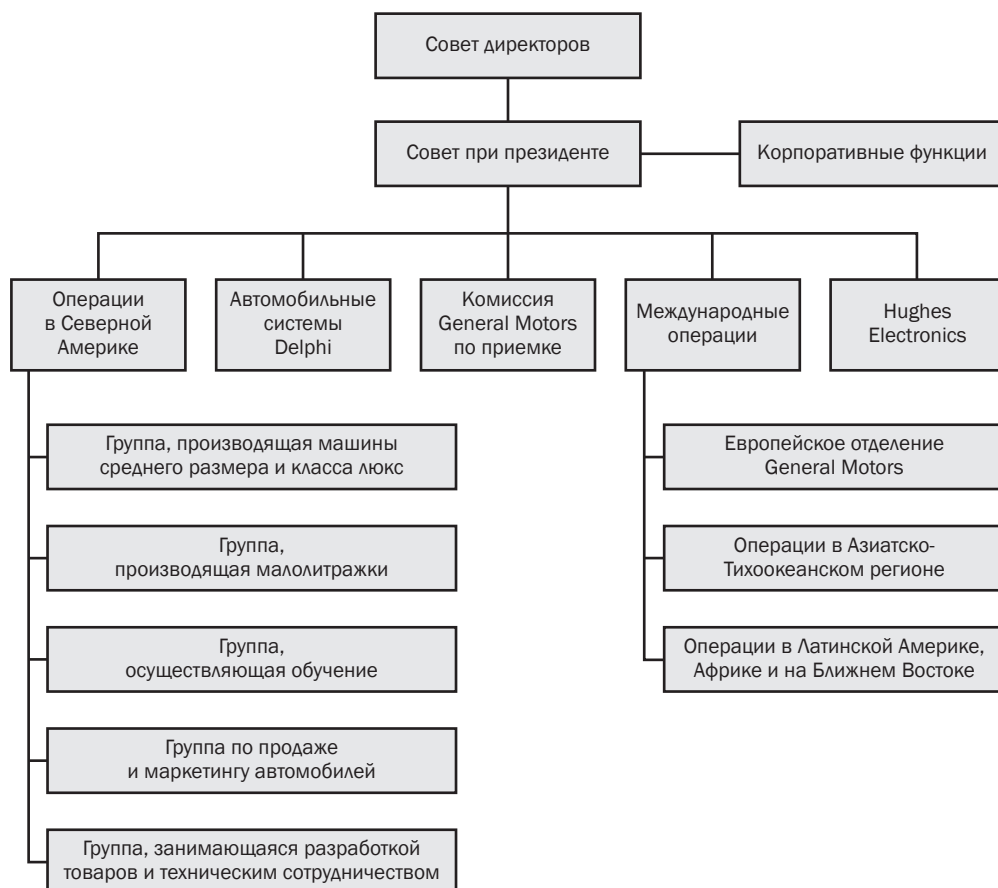 Совет директоров
Совет при президенте
Корпоративные функции
Операции
в Северной
Америке
Автомобильные
системы
Delphi
Комиссия
General Motors
по приемке
Международные
операции
Hughes
Electronics
Группа, производящая машины
среднего размера и класса люкс
Группа,
производящая малолитражки
Группа,
осуществляющая обучение
Группа по продаже
и маркетингу автомобилей
Группа, занимающаяся разработкой
товаров и техническим сотрудничеством
Европейское отделение
General Motors
Операции в Азиатско-
Тихоокеанском регионе
Операции в Латинской Америке,
Африке и на Ближнем Востоке